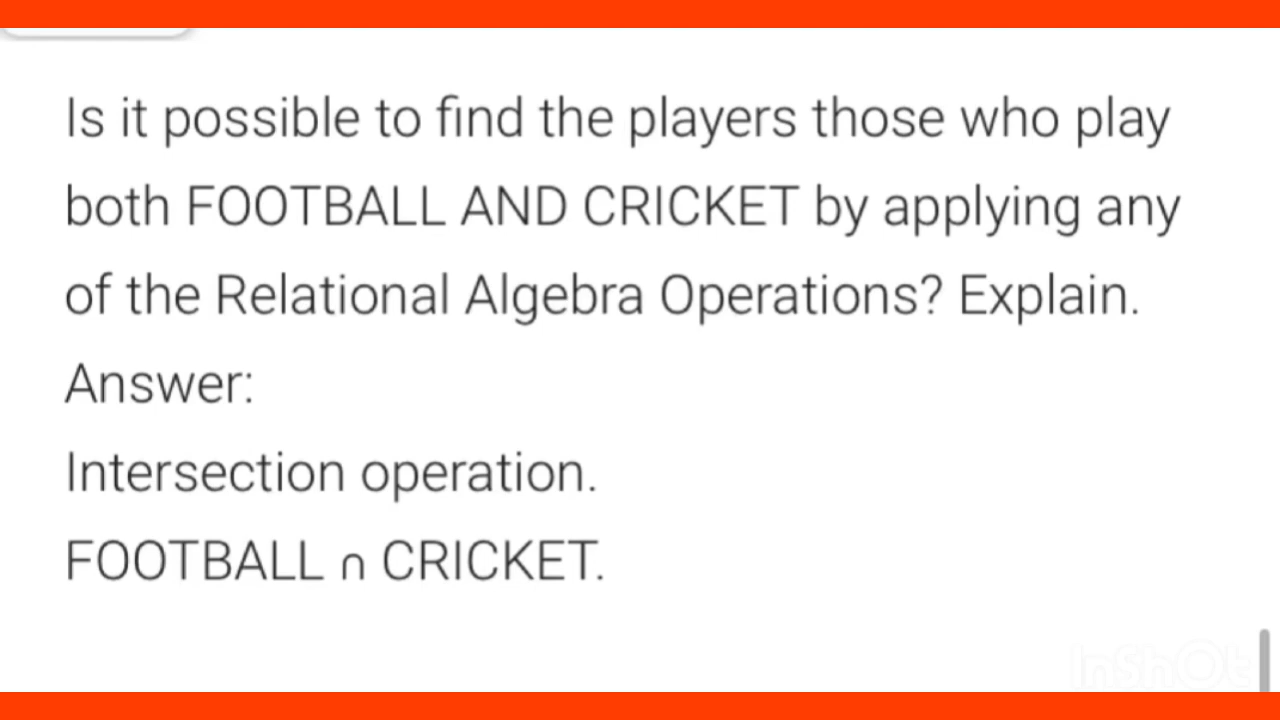 Is it possible to find the players those who play
both FOOTBALL AND CRICKET by applying any
of the Relational Algebra Operations? Explain.
Answer:
Intersection operation.
FOOTBALL ∩ CRICKET.
InShOt